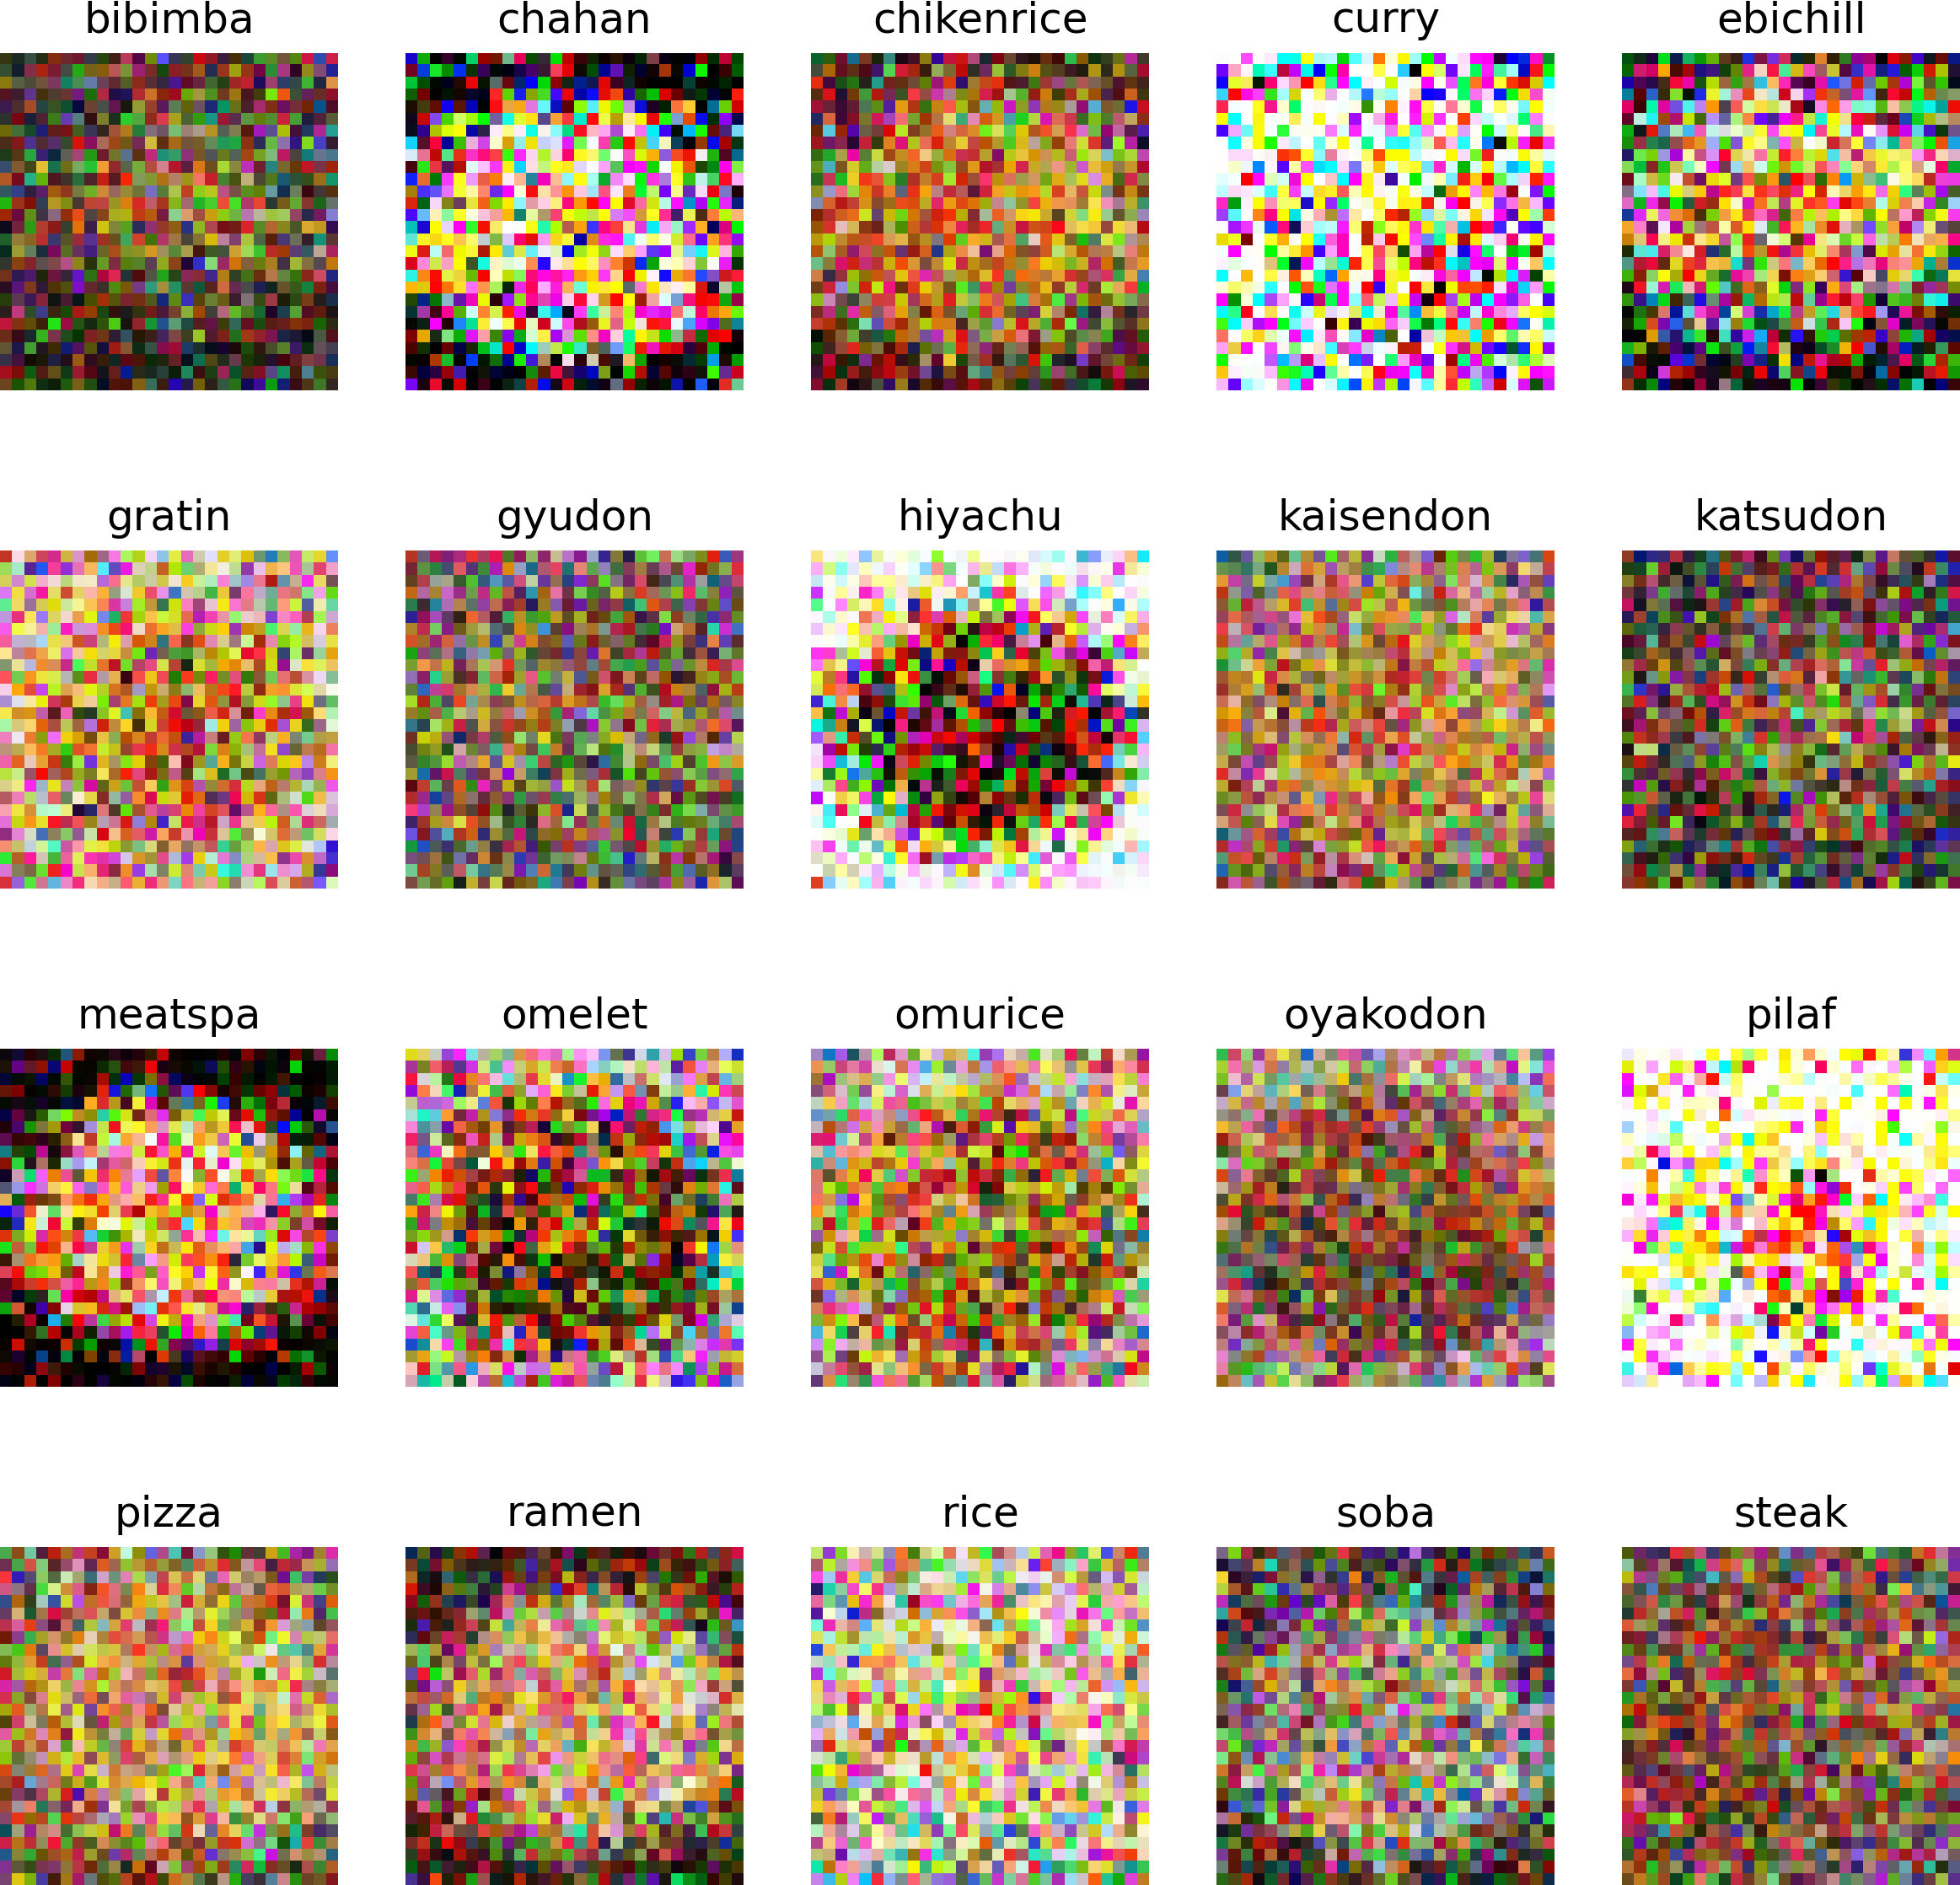 bibimba chahan chikenrice curry ebichill
gratin gyudon hiyachu kaisendon katsudon
meatspa omelet omurice oyakodon pilaf
pizza ramen rice soba steak